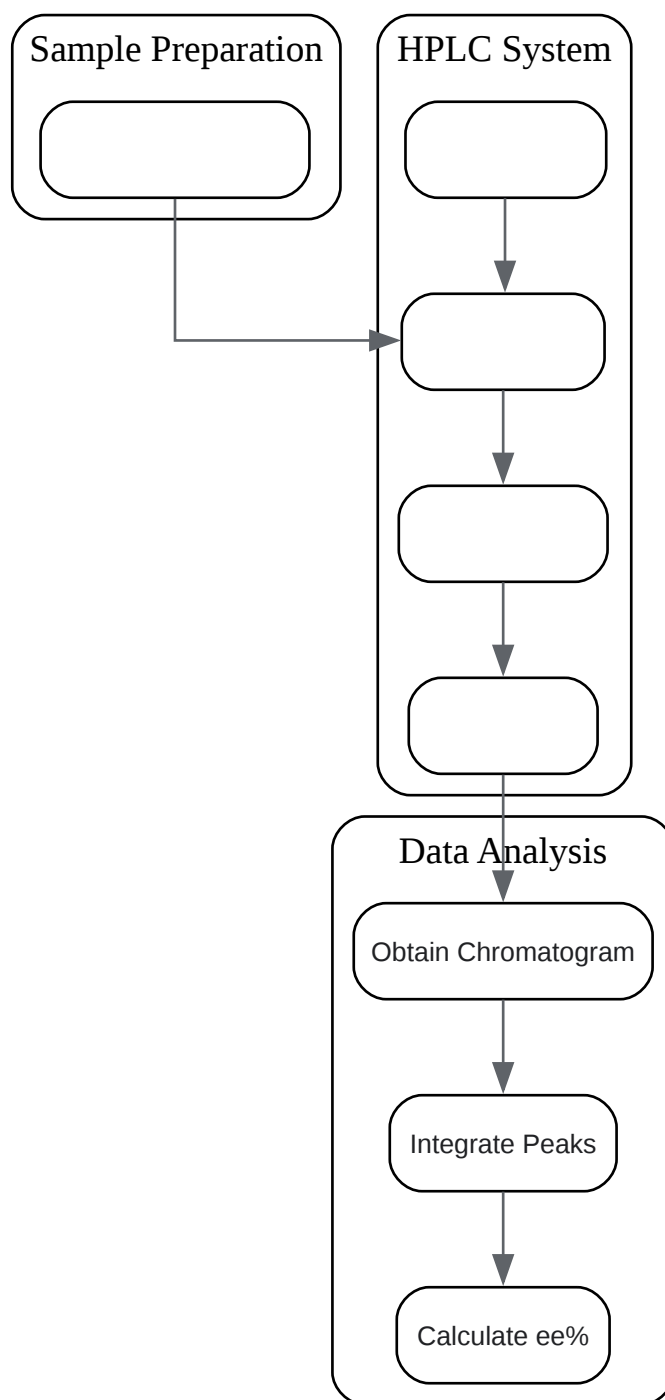 Sample Preparation
HPLC System
Data Analysis
Obtain Chromatogram
Integrate Peaks
Calculate ee%